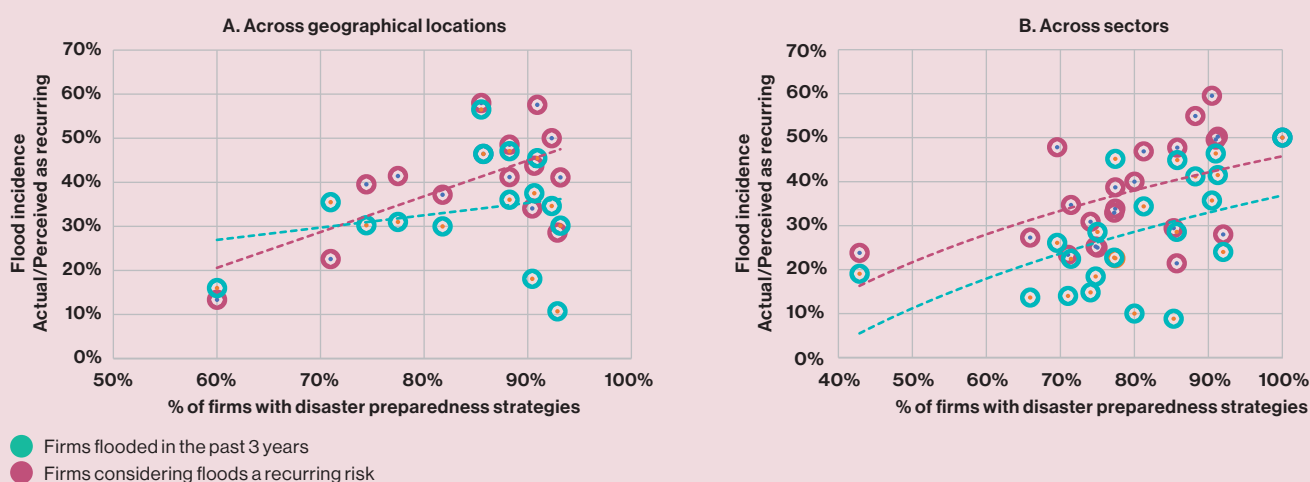 A. Across geographical locations
70%
60%
50%
40%
30%
20%
10%
0%
Flood incidence
Actual/Perceived as recurring
50%
60%
70%
80%
90%
100%
% of firms with disaster preparedness strategies
B. Across sectors
70%
60%
50%
40%
30%
20%
10%
0%
Flood incidence
Actual/Perceived as recurring
40%
50%
60%
70%
80%
90%
100%
% of firms with disaster preparedness strategies
Firms flooded in the past 3 years
Firms considering floods a recurring risk